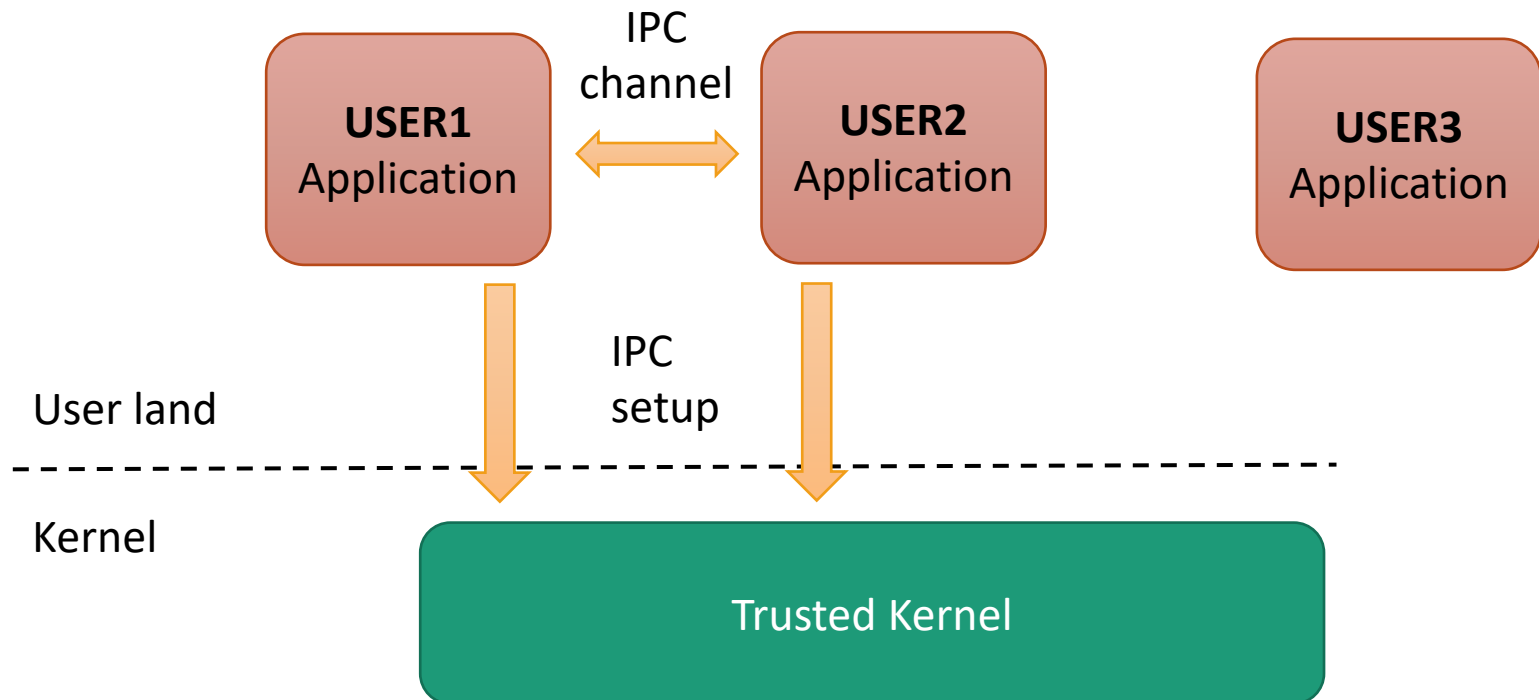 IPC
channel
USER1
Application
USER2
Application
USER3
Application
IPC
setup
User land
Kernel
Trusted Kernel